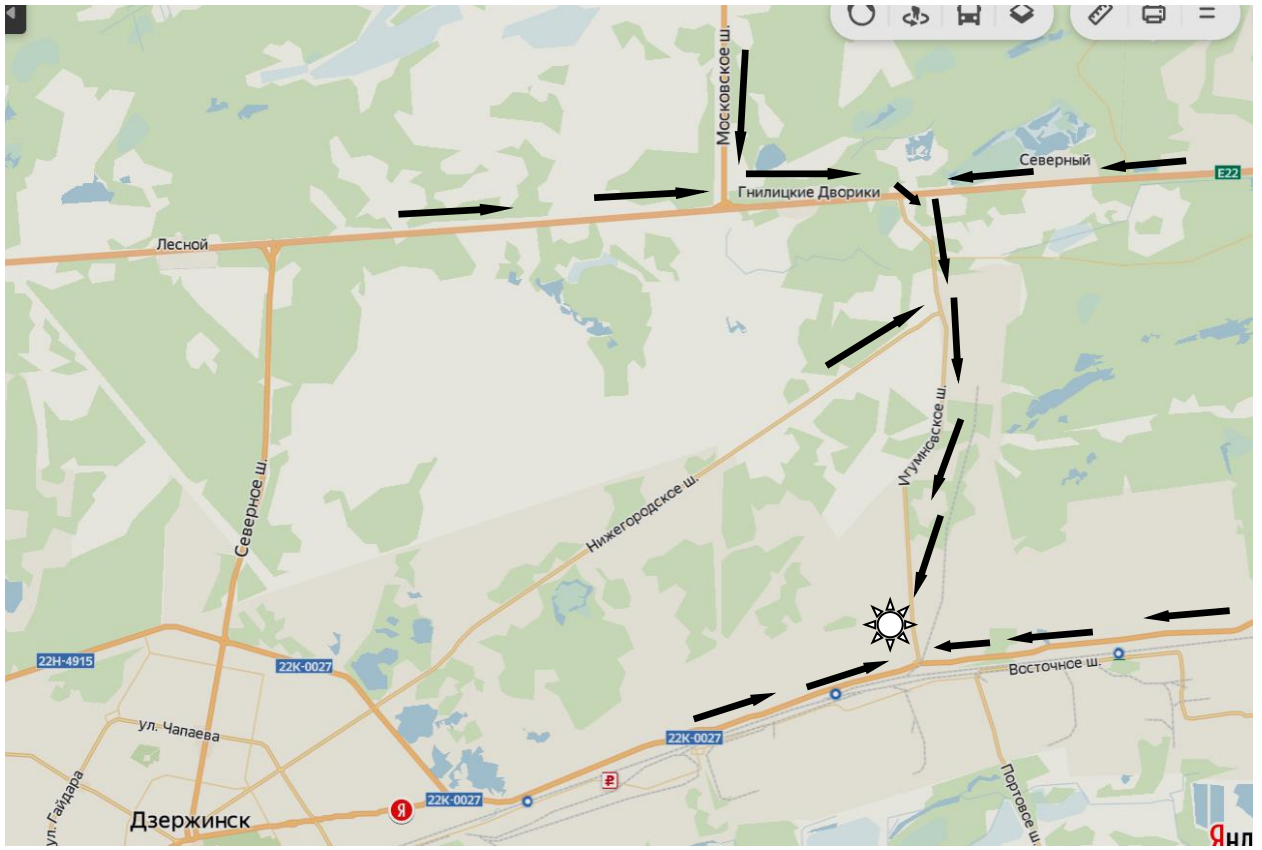 Московское ш.
Северный
E22
Гнилицкие Дворики
Лесной
Игумновское ш.
Северное ш.
Нижегородское ш.
22Н-4915
22К-0027
Восточное ш.
ул. Чапаева
22К-0027
Портовое ш.
ул. Гайдара
₽
22К-0027
Я
Дзержинск
Янд